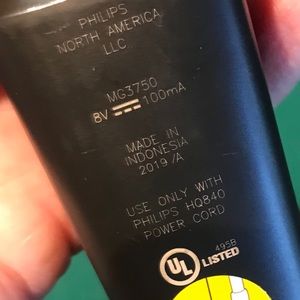 PHILIPS
NORTH AMERICA
LLC
MG3750
8V ⎓ 100mA
MADE IN
INDONESIA
2019 /A
USE ONLY WITH
PHILIPS HQ840
POWER CORD
UL
LISTED
495B